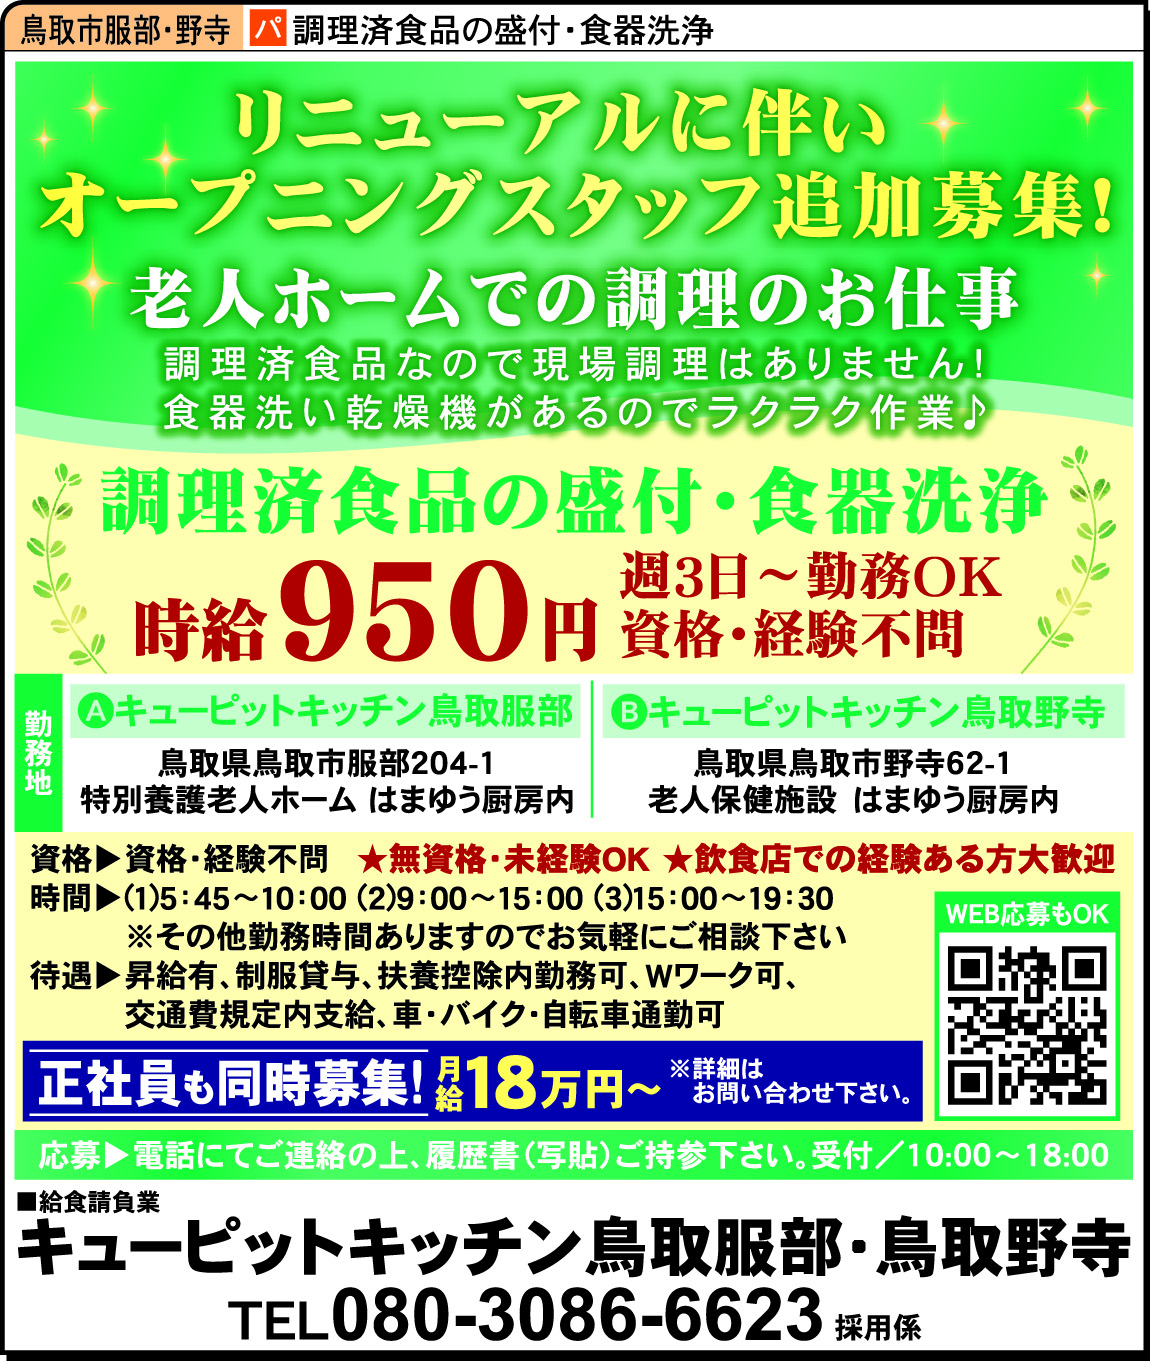 鳥取市服部・野寺 パ 調理済食品の盛付・食器洗浄
リニューアルに伴い
オープニングスタッフ追加募集!
老人ホームでの調理のお仕事
調理済食品なので現場調理はありません!
食器洗い乾燥機があるのでラクラク作業♪
調理済食品の盛付・食器洗浄
時給950円
週3日〜勤務OK
資格・経験不問
勤務地
Aキューピットキッチン鳥取服部
鳥取県鳥取市服部204-1
特別養護老人ホーム はまゆう厨房内
Bキューピットキッチン鳥取野寺
鳥取県鳥取市野寺62-1
老人保健施設 はまゆう厨房内
資格▶資格・経験不問 ★無資格・未経験OK ★飲食店での経験ある方大歓迎
時間▶(1)5:45〜10:00 (2)9:00〜15:00 (3)15:00〜19:30
※その他勤務時間ありますのでお気軽にご相談下さい
待遇▶昇給有、制服貸与、扶養控除内勤務可、Wワーク可、
交通費規定内支給、車・バイク・自転車通勤可
WEB応募もOK
正社員も同時募集! 月給18万円〜 ※詳細は
お問い合わせ下さい。
応募▶電話にてご連絡の上、履歴書(写貼)ご持参下さい。受付/10:00〜18:00
■給食請負業
キューピットキッチン鳥取服部・鳥取野寺
TEL080-3086-6623 採用係